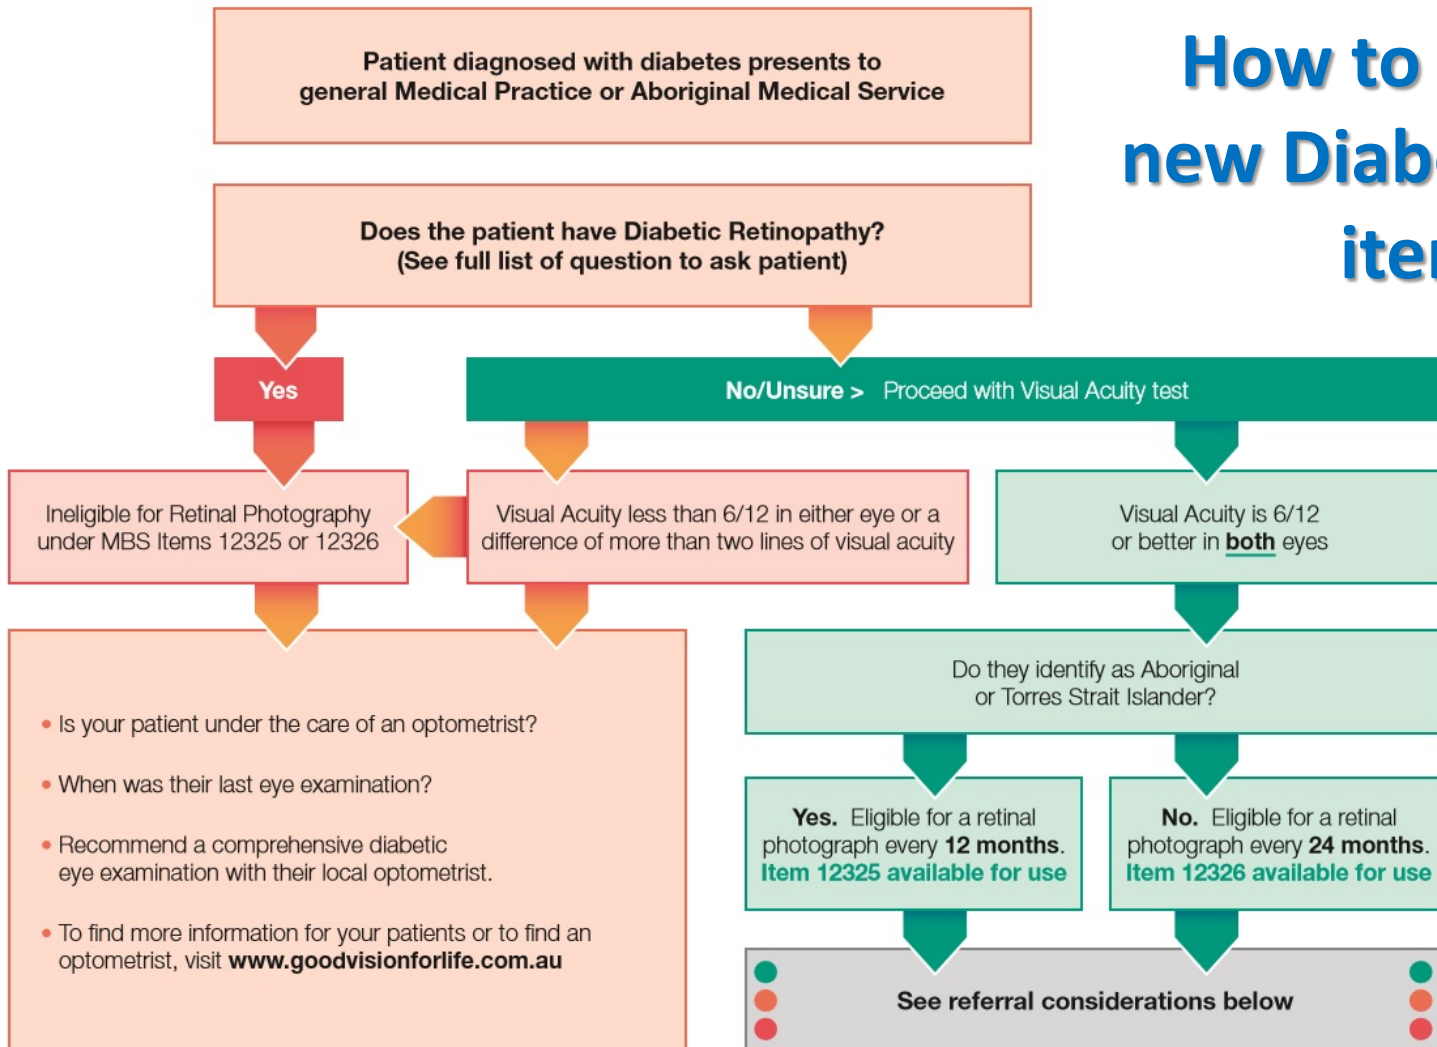 Patient diagnosed with diabetes presents to
general Medical Practice or Aboriginal Medical Service
How to
new Diab
Does the patient have Diabetic Retinopathy?
(See full list of question to ask patient)
Yes
No/Unsure > Proceed with Visual Acuity test
Ineligible for Retinal Photography
under MBS Items 12325 or 12326
Visual Acuity less than 6/12 in either eye or a
difference of more than two lines of visual acuity
Visual Acuity is 6/12
or better in both eyes
Do they identify as Aboriginal
or Torres Strait Islander?
Yes. Eligible for a retinal
photograph every 12 months.
Item 12325 available for use
No. Eligible for a retinal
photograph every 24 months.
Item 12326 available for use
• Is your patient under the care of an optometrist?
• When was their last eye examination?
• Recommend a comprehensive diabetic
eye examination with their local optometrist.
• To find more information for your patients or to find an
optometrist, visit www.goodvisionforlife.com.au
See referral considerations below